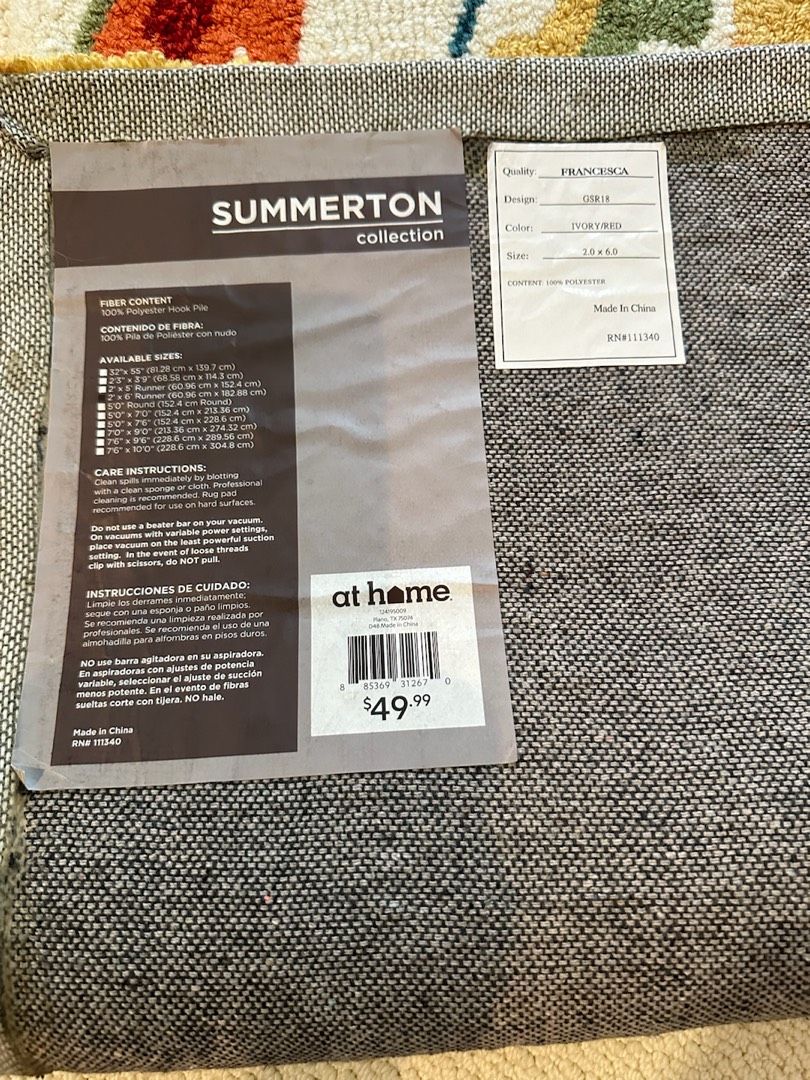 SUMMERTON
collection
FIBER CONTENT
100% Polyester Hook Pile
CONTENIDO DE FIBRA:
100% Pila de Poliéster con nudo
AVAILABLE SIZES:
32"x 55" (81.28 cm x 139.7 cm)
2'3" x 3'9" (68.58 cm x 114.3 cm)
2' x 5' Runner (60.96 cm x 152.4 cm)
2' x 6' Runner (60.96 cm x 182.88 cm)
5'0" Round (152.4 cm Round)
5'0" x 7'0" (152.4 cm x 213.36 cm)
5'0" x 7'6" (152.4 cm x 228.6 cm)
7'0" x 9'0" (213.36 cm x 274.32 cm)
7'6" x 9'6" (228.6 cm x 289.56 cm)
7'6" x 10'0" (228.6 cm x 304.8 cm)
CARE INSTRUCTIONS:
Clean spills immediately by blotting
with a clean sponge or cloth. Professional
cleaning is recommended. Rug pad
recommended for use on hard surfaces.
Do not use a beater bar on your vacuum.
On vacuums with variable power settings,
place vacuum on the least powerful suction
setting. In the event of loose threads
clip with scissors, do NOT pull.
INSTRUCCIONES DE CUIDADO:
Limpie los derrames inmediatamente;
seque con una esponja o paño limpios.
Se recomienda una limpieza realizada por
profesionales. Se recomienda el uso de una
almohadilla para alfombras en pisos duros.
NO use barra agitadora en su aspiradora.
En aspiradoras con ajustes de potencia
variable, seleccionar el ajuste de succión
menos potente. En el evento de fibras
sueltas corte con tijera. NO hale.
Made in China
RN# 111340
at home
124195009
Plano, TX 75074
D48 Made in China
8 85369 31267 0
$49.99
Quality: FRANCESCA
Design: GSR18
Color: IVORY/RED
Size: 2.0 x 6.0
CONTENT: 100% POLYESTER
Made In China
RN#111340